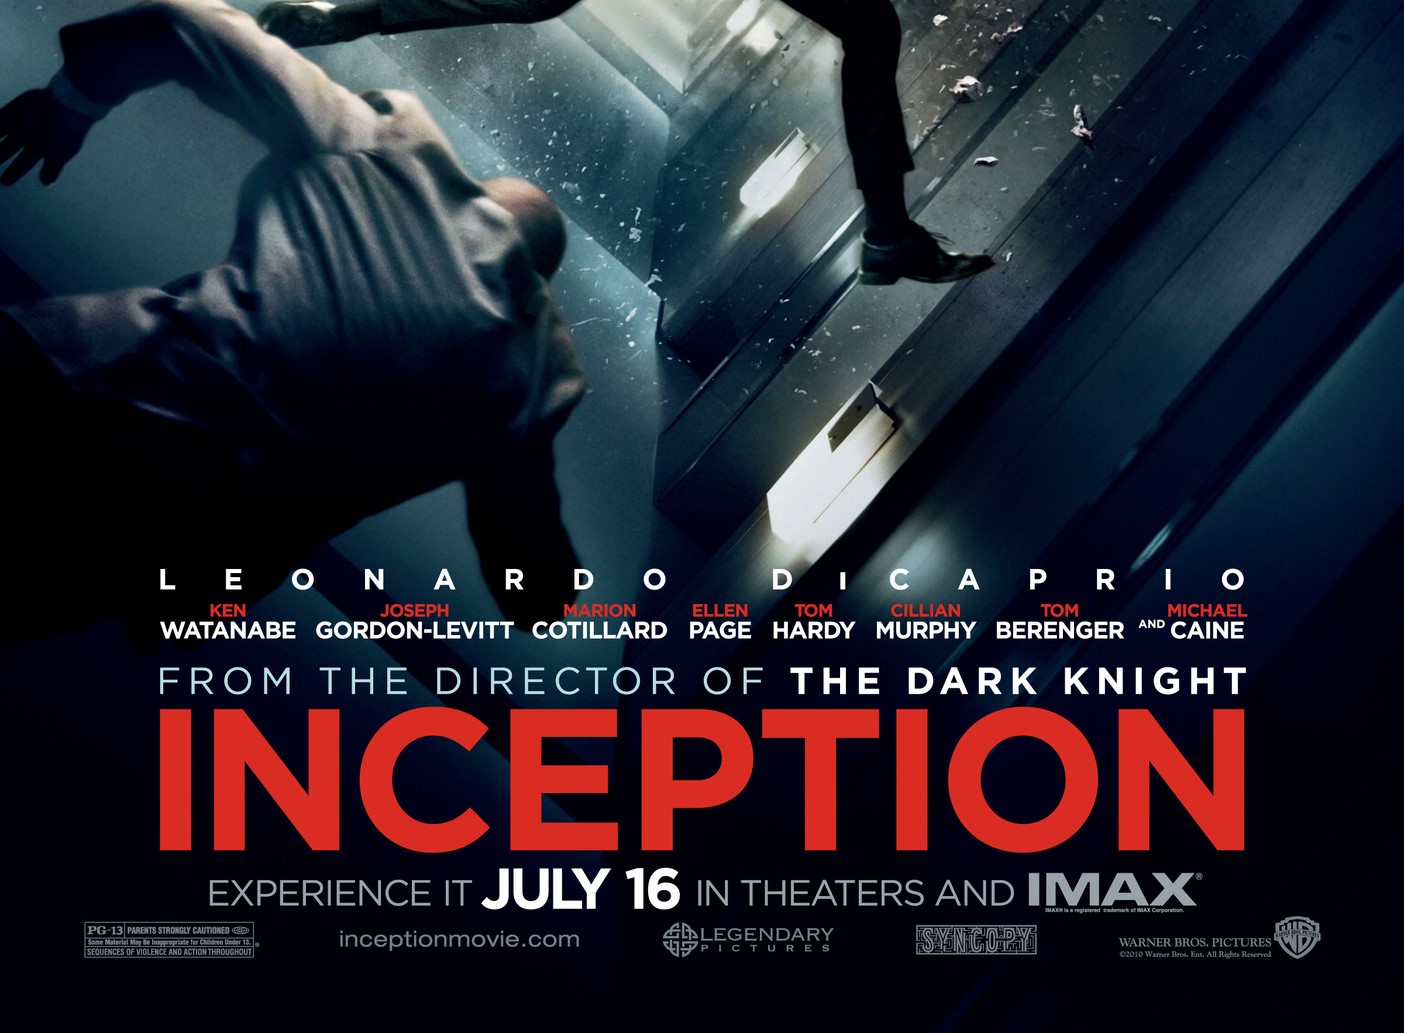 LEONARDO DiCAPRIO
KEN WATANABE JOSEPH GORDON-LEVITT MARION COTILLARD ELLEN PAGE TOM HARDY CILLIAN MURPHY TOM BERENGER AND MICHAEL CAINE
FROM THE DIRECTOR OF THE DARK KNIGHT
INCEPTION
EXPERIENCE IT JULY 16 IN THEATERS AND IMAX®
IMAX® is a registered trademark of IMAX Corporation.
PG-13 PARENTS STRONGLY CAUTIONED
Some Material May Be Inappropriate for Children Under 13.
SEQUENCES OF VIOLENCE AND ACTION THROUGHOUT
inceptionmovie.com
LEGENDARY
PICTURES
SYNCOPY
WARNER BROS. PICTURES
©2010 Warner Bros. Ent. All Rights Reserved